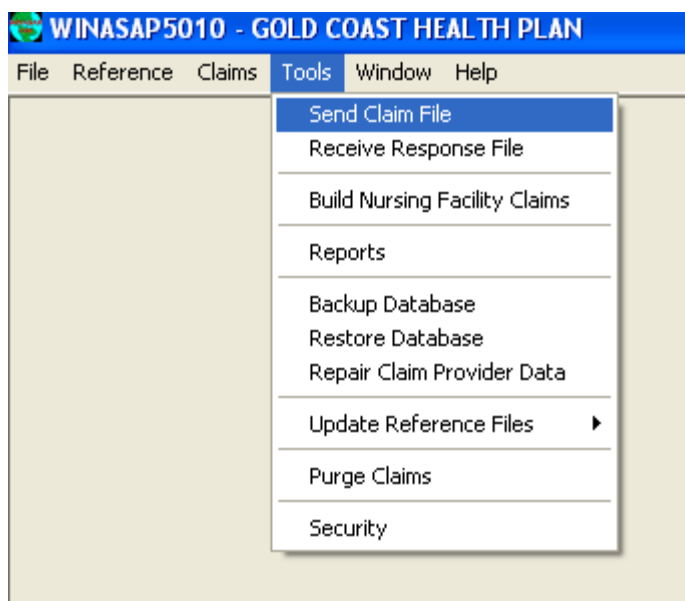 WINASAP5010 - GOLD COAST HEALTH PLAN
File Reference Claims Tools Window Help
Send Claim File
Receive Response File
Build Nursing Facility Claims
Reports
Backup Database
Restore Database
Repair Claim Provider Data
Update Reference Files
Purge Claims
Security